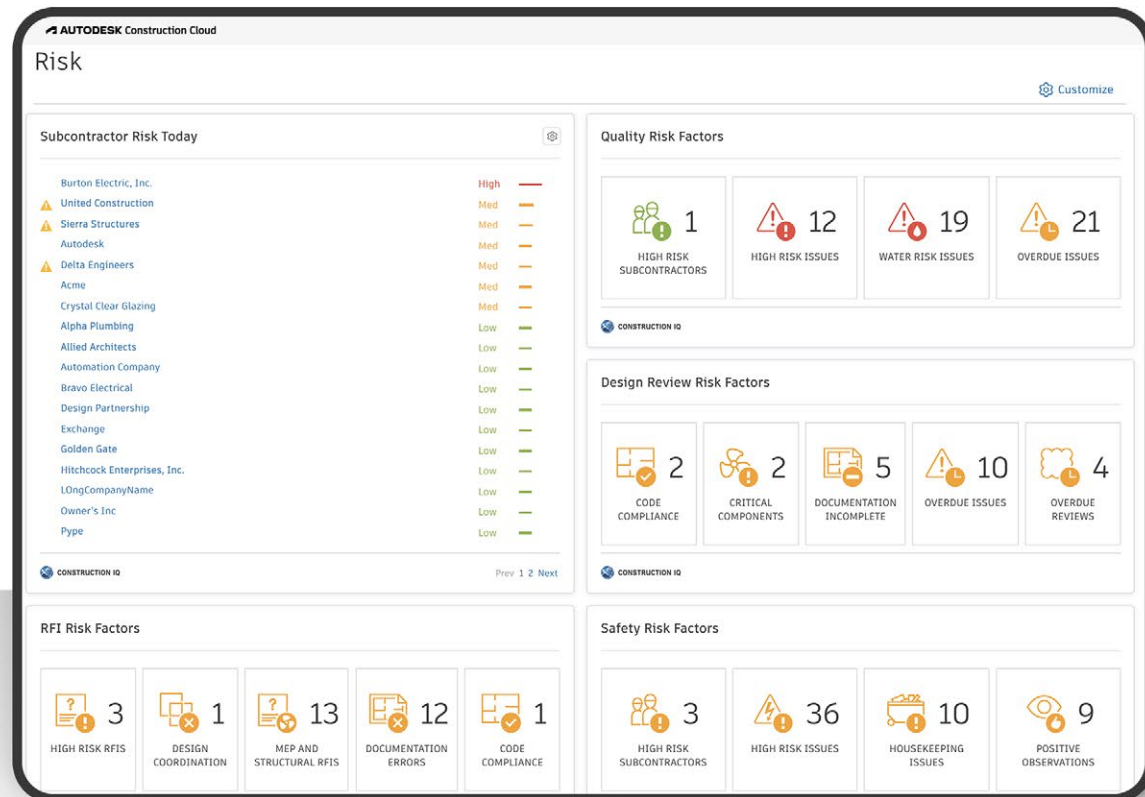 AUTODESK Construction Cloud
Risk
Customize
Subcontractor Risk Today
Burton Electric, Inc. High
United Construction Med
Sierra Structures Med
Autodesk Med
Delta Engineers Med
Acme Med
Crystal Clear Glazing Med
Alpha Plumbing Low
Allied Architects Low
Automation Company Low
Bravo Electrical Low
Design Partnership Low
Exchange Low
Golden Gate Low
Hitchcock Enterprises, Inc. Low
LOngCompanyName Low
Owner's Inc Low
Pype Low
CONSTRUCTION IQ
Prev 1 2 Next
Quality Risk Factors
1
HIGH RISK
SUBCONTRACTORS
12
HIGH RISK ISSUES
19
WATER RISK ISSUES
21
OVERDUE ISSUES
CONSTRUCTION IQ
Design Review Risk Factors
2
CODE
COMPLIANCE
2
CRITICAL
COMPONENTS
5
DOCUMENTATION
INCOMPLETE
10
OVERDUE ISSUES
4
OVERDUE
REVIEWS
CONSTRUCTION IQ
RFI Risk Factors
? 3
HIGH RISK RFIS
1
DESIGN
COORDINATION
? 13
MEP AND
STRUCTURAL RFIS
12
DOCUMENTATION
ERRORS
1
CODE
COMPLIANCE
Safety Risk Factors
3
HIGH RISK
SUBCONTRACTORS
36
HIGH RISK ISSUES
10
HOUSEKEEPING
ISSUES
9
POSITIVE
OBSERVATIONS